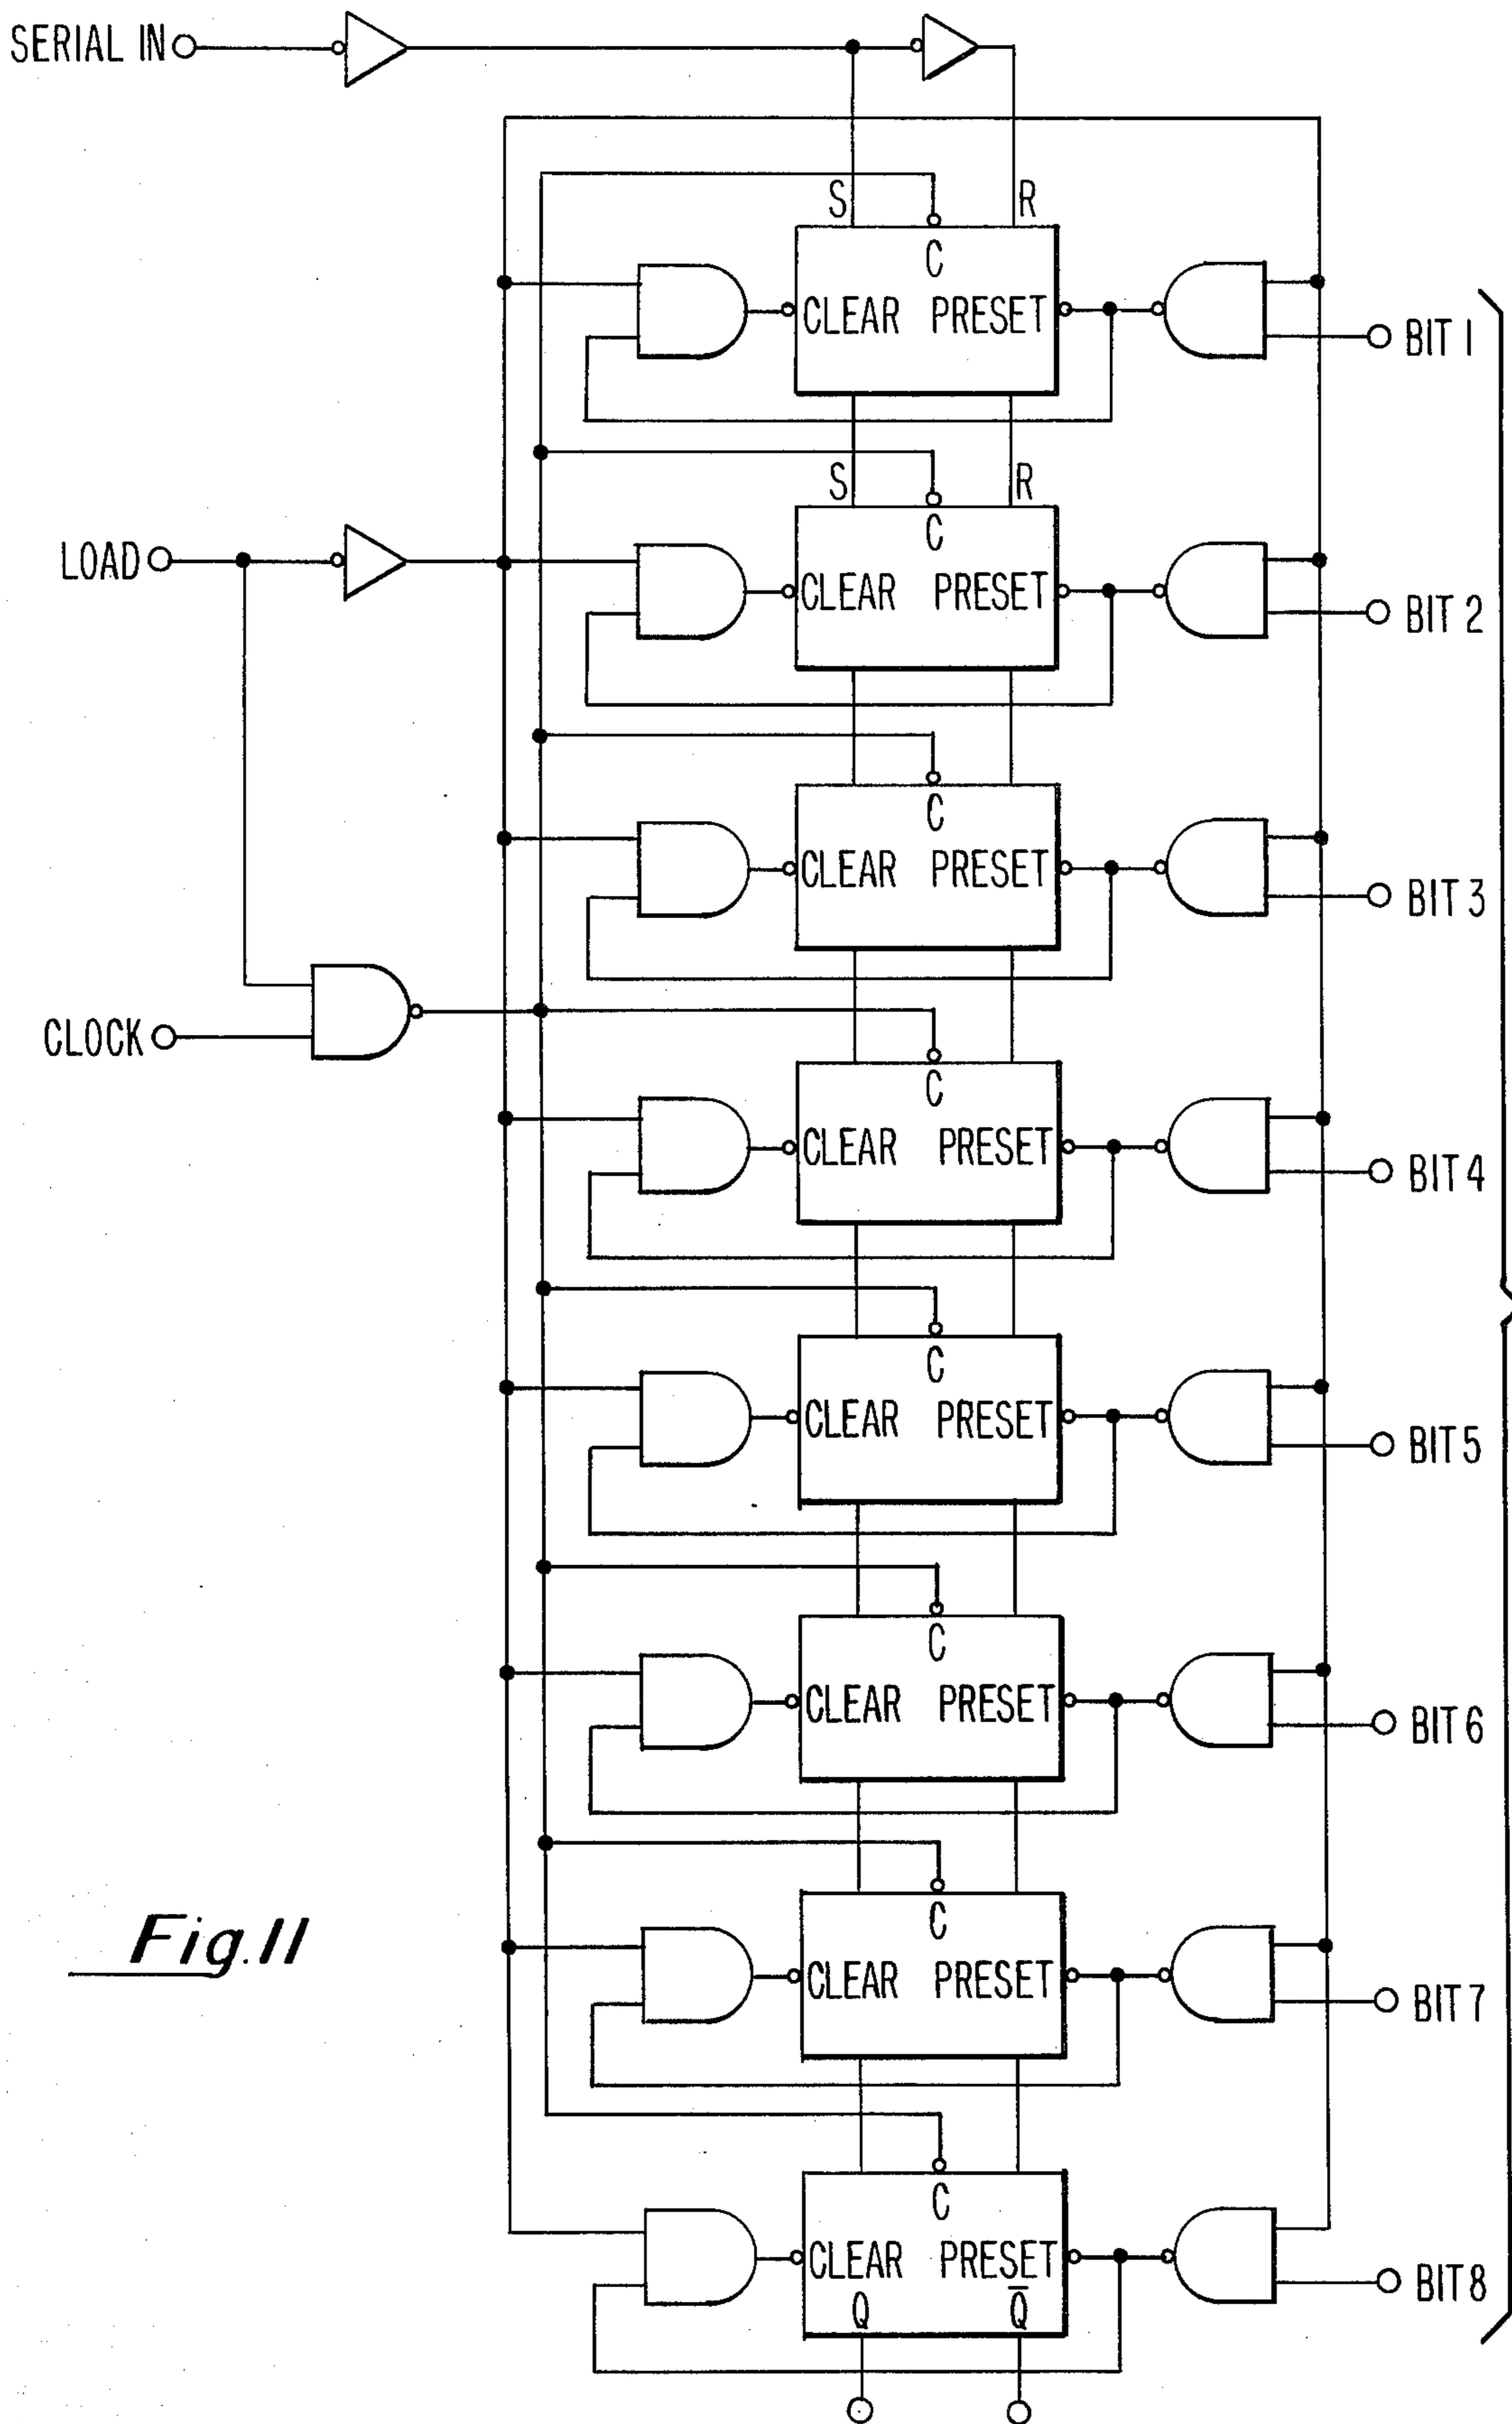 SERIAL IN
S R
C
CLEAR PRESET
BIT 1
S R
C
LOAD
CLEAR PRESET
BIT 2
C
CLEAR PRESET
BIT 3
CLOCK
C
CLEAR PRESET
BIT 4
C
CLEAR PRESET
BIT 5
C
CLEAR PRESET
BIT 6
C
Fig. 11
CLEAR PRESET
BIT 7
C
CLEAR PRESET
BIT 8
Q Q̅